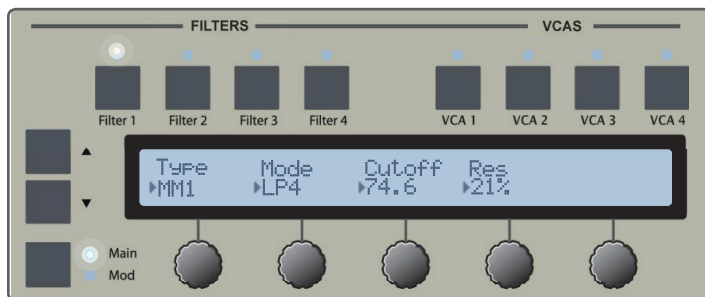 FILTERS VCAS
Filter 1 Filter 2 Filter 3 Filter 4 VCA 1 VCA 2 VCA 3 VCA 4
▲
Type Mode Cutoff Res
▶MM1 ▶LP4 ▶74.6 ▶21%
▼
Main
Mod